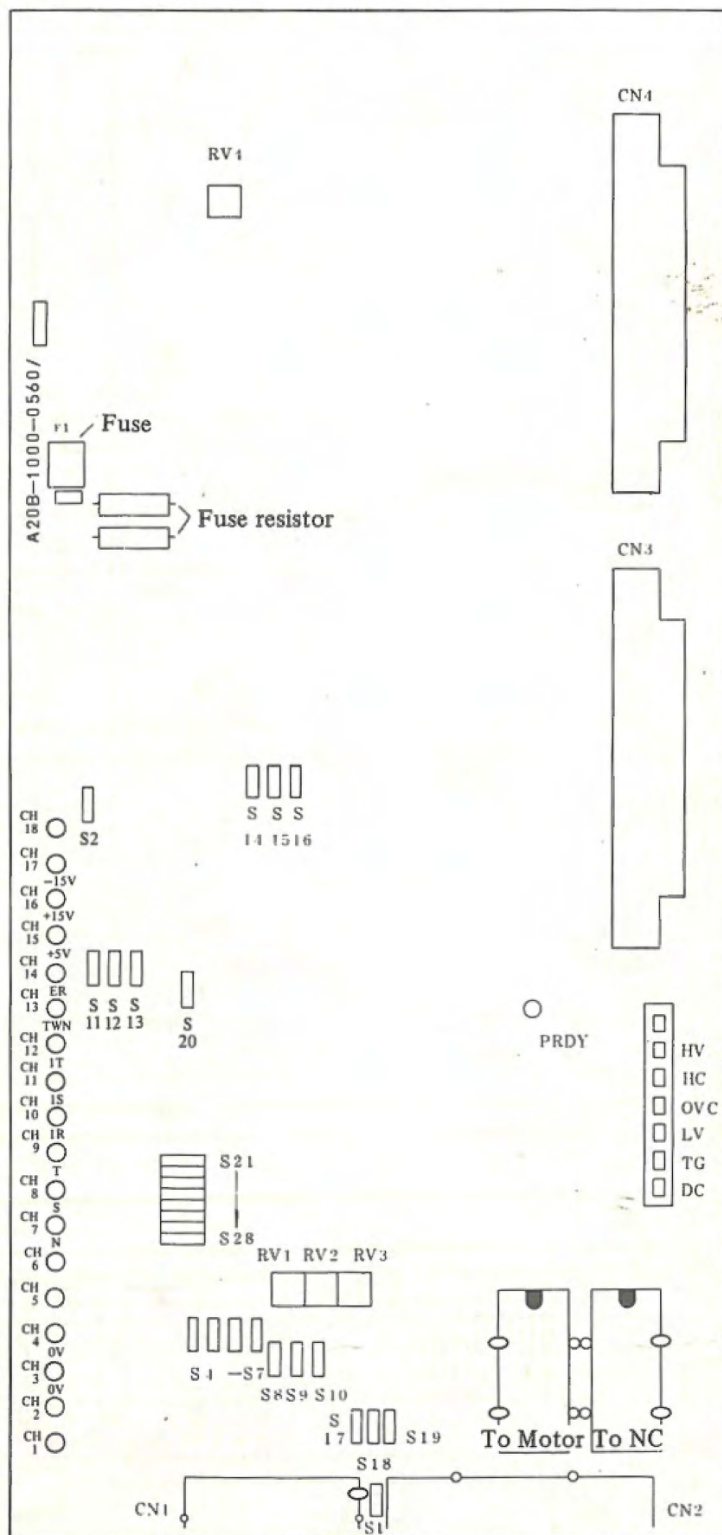 CN4
RV4
A20B-1000-0560/
F1
Fuse
Fuse resistor
CN3
S2
S S S
14 15 16
CH 18
CH 17
-15V
CH 16
+15V
CH 15
+5V
CH 14
ER
CH 13
TWN
CH 12
IT
CH 11
IS
CH 10
IR
CH 9
T
CH 8
S
CH 7
N
CH 6
CH 5
CH 4
0V
CH 3
0V
CH 2
CH 1
S S S
11 12 13
S
20
PRDY
HV
HC
OVC
LV
TG
DC
S21
S28
RV1 RV2 RV3
S4 —S7
S8 S9 S10
S
17
S19
S18
To Motor To NC
CN1
S1
CN2